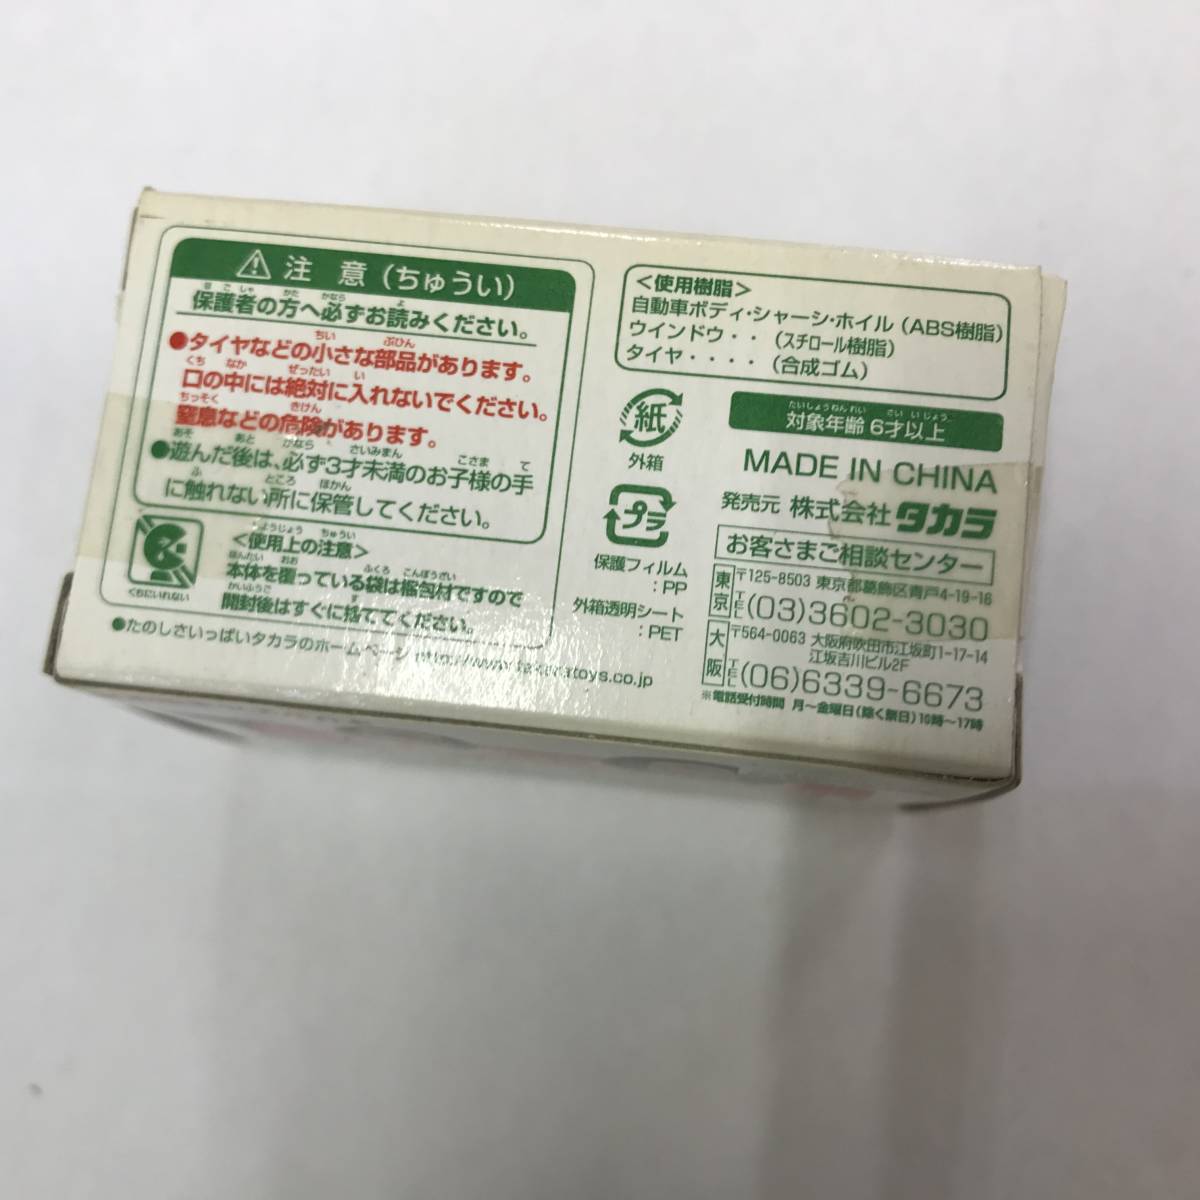 注意(ちゅうい)
保護者の方へ必ずお読みください。
●タイヤなどの小さな部品があります。
口の中には絶対に入れないでください。
窒息などの危険があります。
●遊んだ後は、必ず3才未満のお子様の手
に触れない所に保管してください。
<使用上の注意>
本体を覆っている袋は梱包材ですので
開封後はすぐに捨ててください。
くちにいれない
●たのしさいっぱいタカラのホームページ http://www.takaratoys.co.jp
<使用樹脂>
自動車ボディ・シャーシ・ホイル(ABS樹脂)
ウインドウ・・(スチロール樹脂)
タイヤ・・・・(合成ゴム)
紙
外箱
プラ
保護フィルム
:PP
外箱透明シート
:PET
対象年齢 6才以上
MADE IN CHINA
発売元 株式会社タカラ
お客さまご相談センター
東京 〒125-8503 東京都葛飾区青戸4-19-16
TEL(03)3602-3030
大阪 〒564-0063 大阪府吹田市江坂町1-17-14
江坂吉川ビル2F
TEL(06)6339-6673
※電話受付時間 月～金曜日(除く祭日)10時～17時